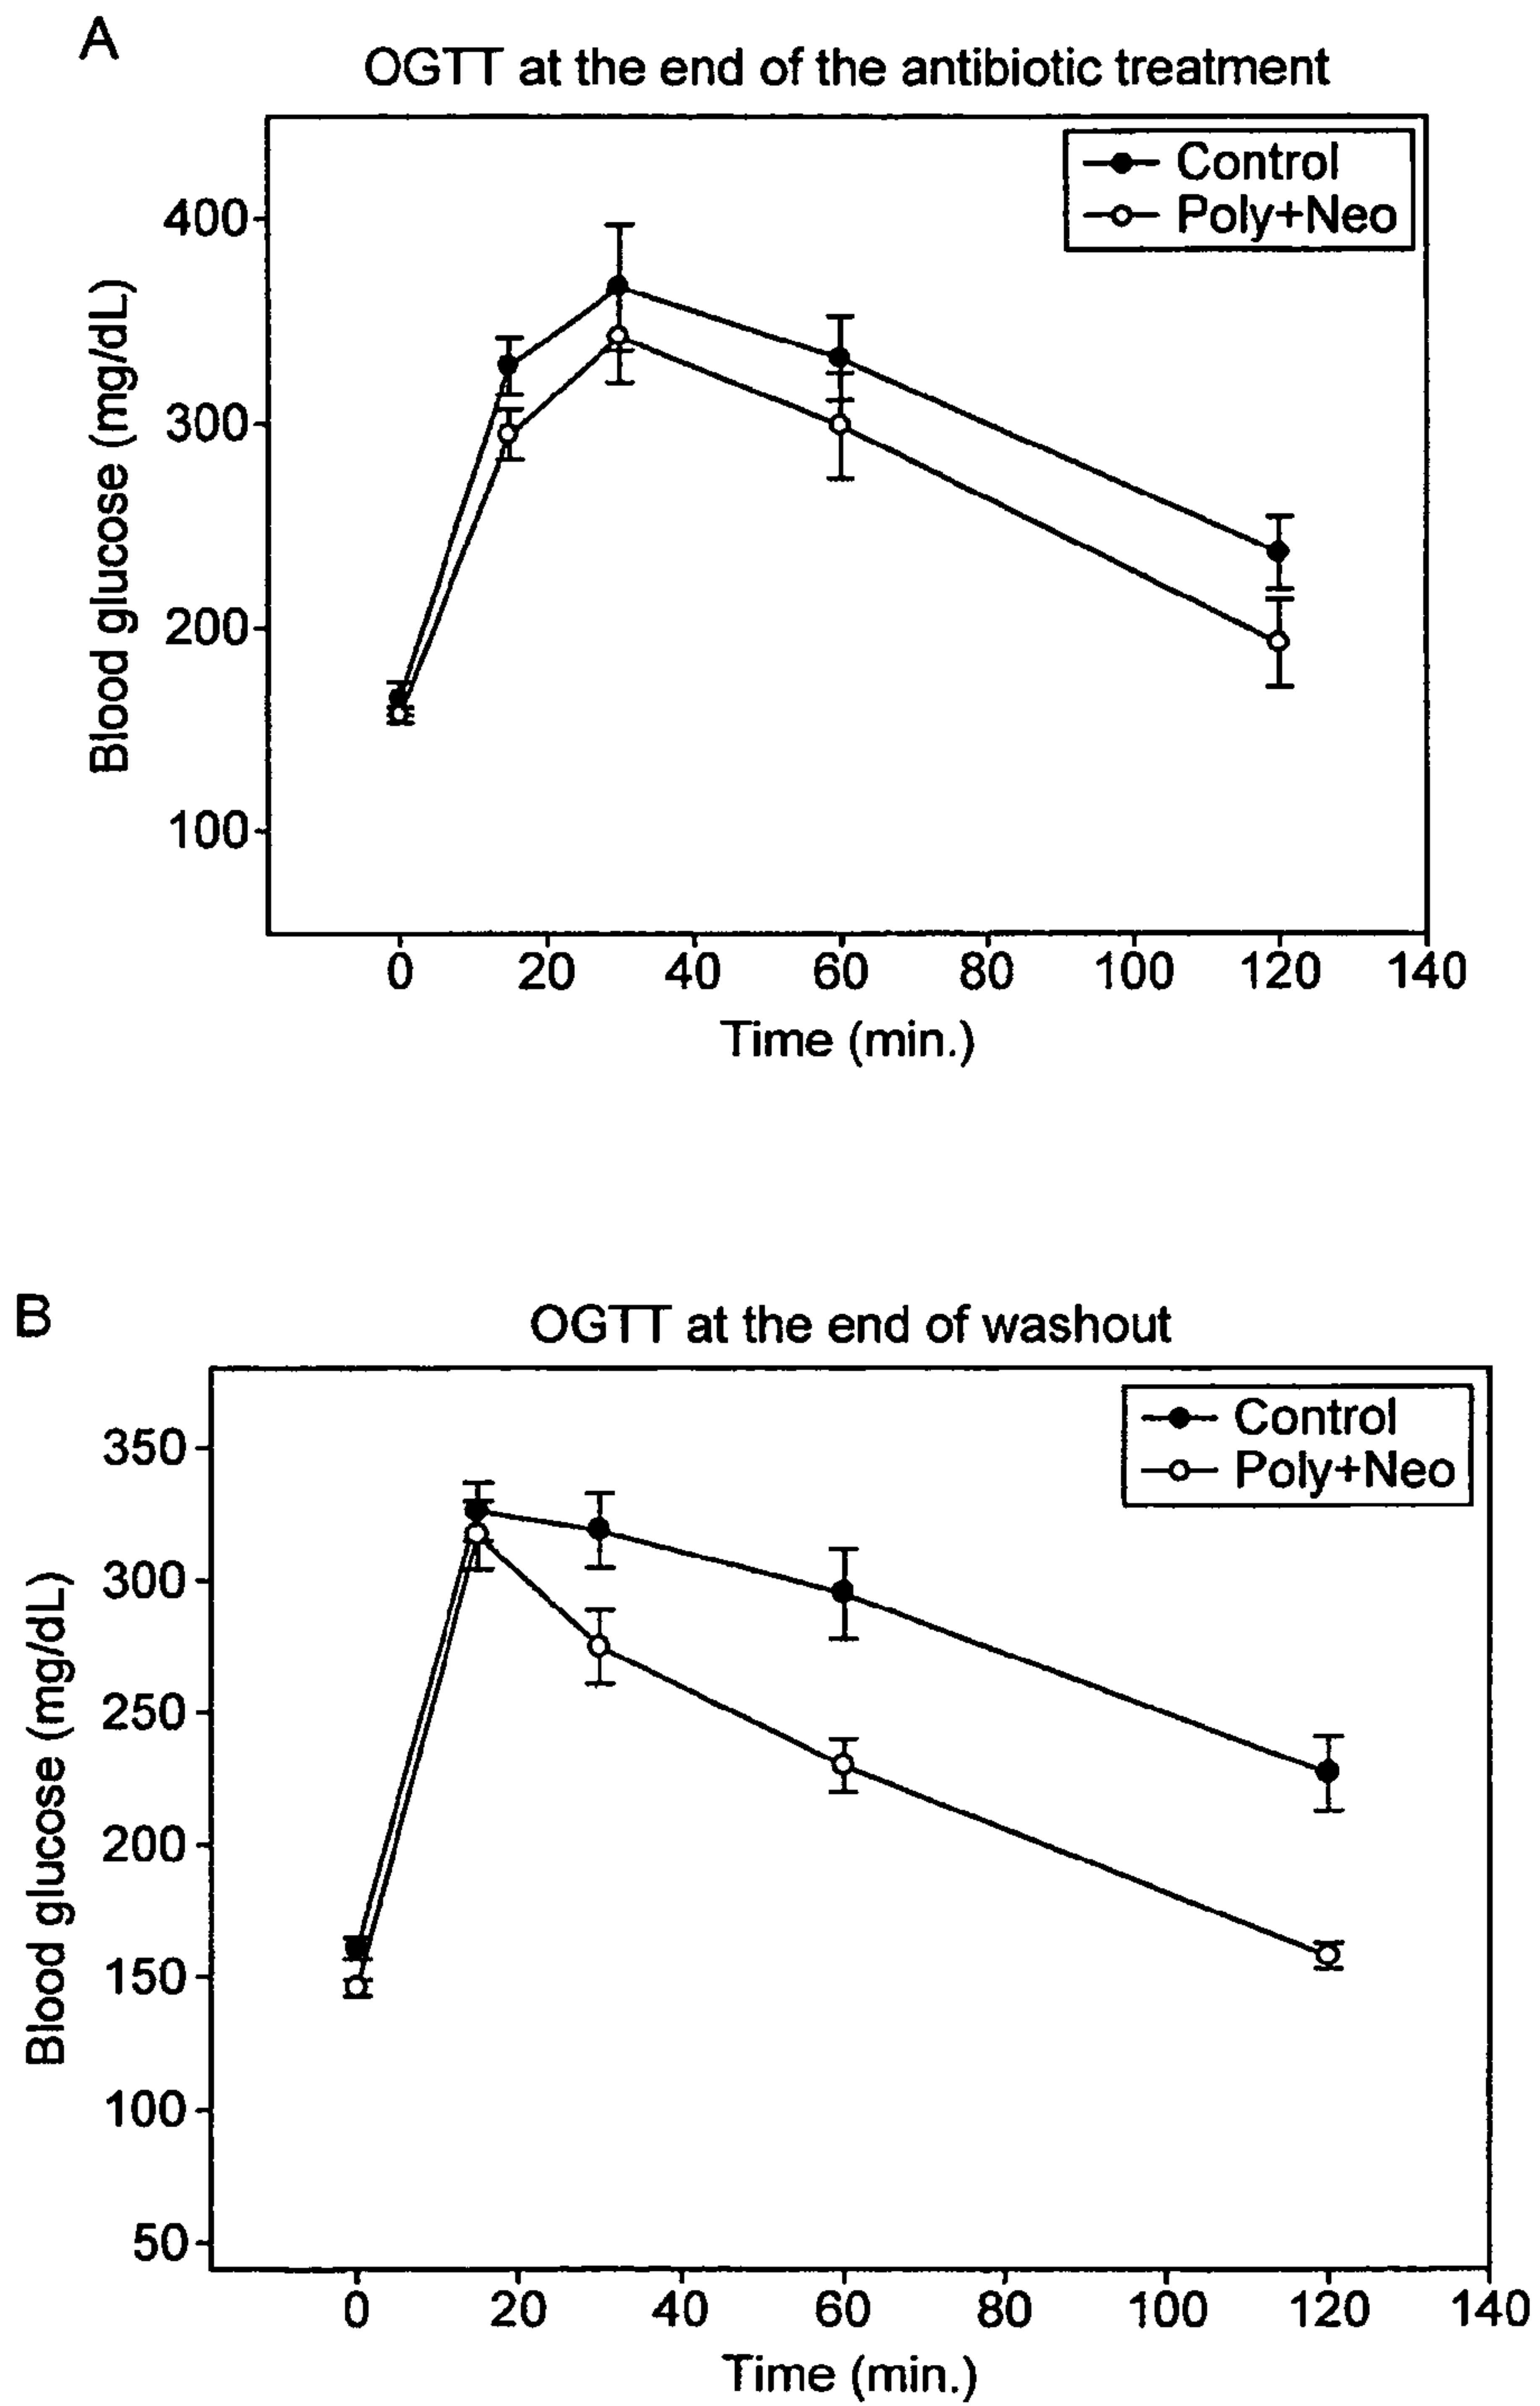 A
OGTT at the end of the antibiotic treatment
Control
Poly+Neo
400
300
200
100
Blood glucose (mg/dL)
0 20 40 60 80 100 120 140
Time (min.)
B
OGTT at the end of washout
Control
Poly+Neo
350
300
250
200
150
100
50
Blood glucose (mg/dL)
0 20 40 60 80 100 120 140
Time (min.)